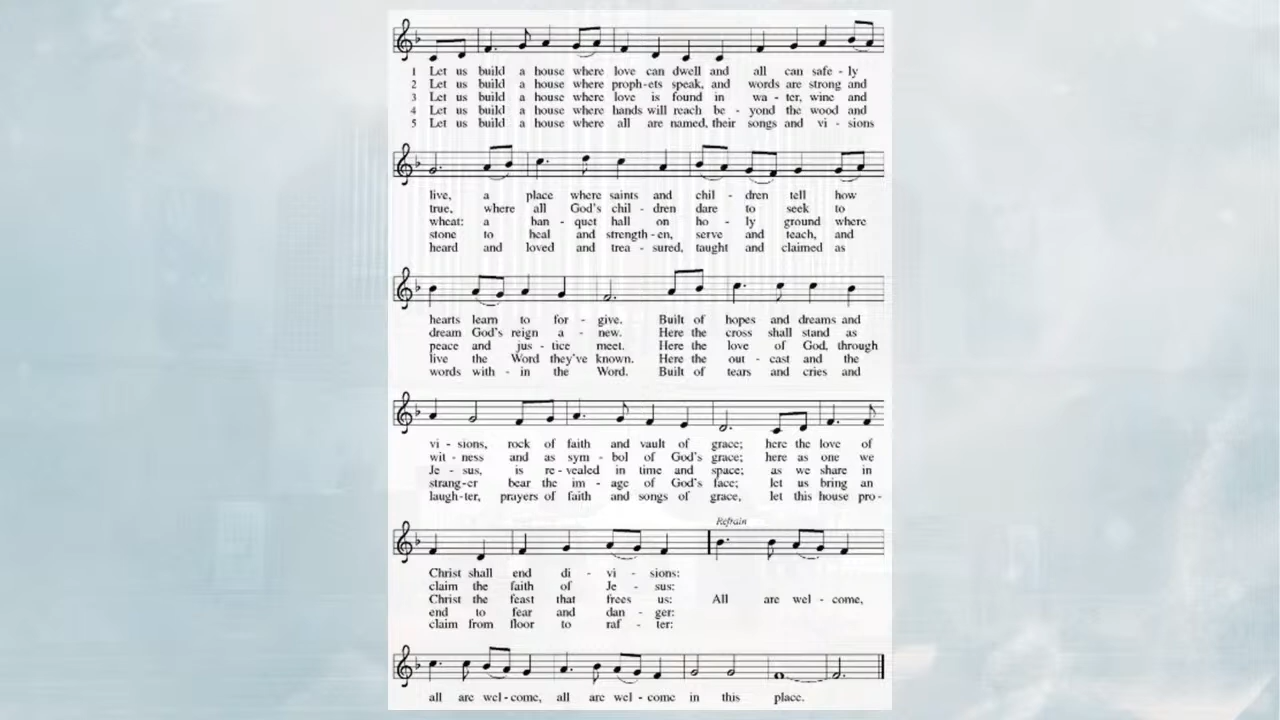 1 Let us build a house where love can dwell and all can safe - ly
2 Let us build a house where proph-ets speak, and words are strong and
3 Let us build a house where love is found in wa - ter, wine and
4 Let us build a house where hands will reach be - yond the wood and
5 Let us build a house where all are named, their songs and vi - sions
live, a place where saints and chil - dren tell how
true, where all God's chil - dren dare to seek to
wheat: a ban - quet hall on ho - ly ground where
stone to heal and strength - en, serve and teach, and
heard and loved and trea - sured, taught and claimed as
hearts learn to for - give. Built of hopes and dreams and
dream God's reign a - new. Here the cross shall stand as
peace and jus - tice meet. Here the love of God, through
live the Word they've known. Here the out - cast and the
words with - in the Word. Built of tears and cries and
vi - sions, rock of faith and vault of grace; here the love of
wit - ness and as sym - bol of God's grace; here as one we
Je - sus, is re - vealed in time and space; as we share in
strang-er bear the im - age of God's face; let us bring an
laugh-ter, prayers of faith and songs of grace, let this house pro -
Refrain
Christ shall end di - vi - sions:
claim the faith of Je - sus:
Christ the feast that frees us: All are wel - come,
end to fear and dan - ger:
claim from floor to raf - ter:
all are wel - come, all are wel - come in this place.